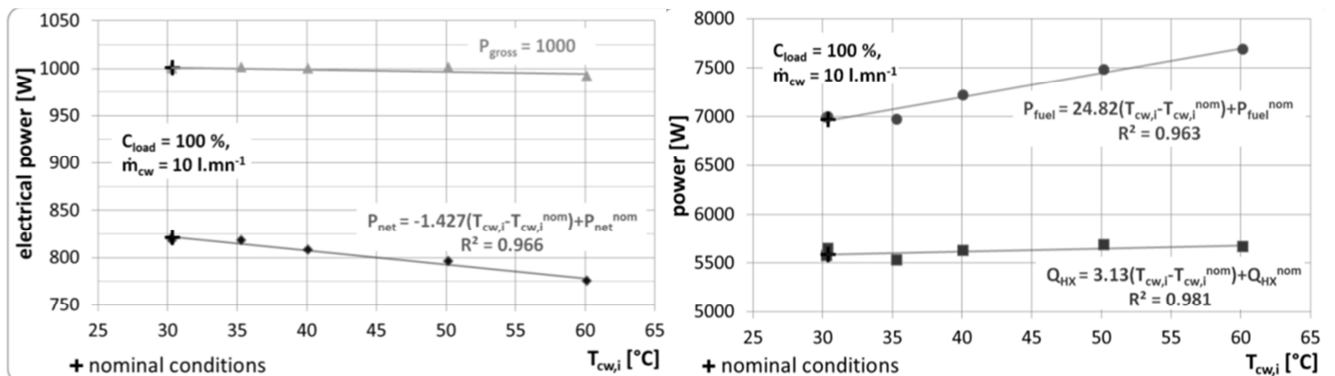 1050
1000
950
900
850
800
750
electrical power [W]
P_gross = 1000
C_load = 100 %,
ṁ_cw = 10 l.mn⁻¹
P_net = -1.427(T_cw,i-T_cw,i^nom)+P_net^nom
R² = 0.966
25 30 35 40 45 50 55 60 65
+ nominal conditions T_cw,i [°C]
8000
7500
7000
6500
6000
5500
5000
power [W]
C_load = 100 %,
ṁ_cw = 10 l.mn⁻¹
P_fuel = 24.82(T_cw,i-T_cw,i^nom)+P_fuel^nom
R² = 0.963
Q_HX = 3.13(T_cw,i-T_cw,i^nom)+Q_HX^nom
R² = 0.981
25 30 35 40 45 50 55 60 65
+ nominal conditions T_cw,i [°C]